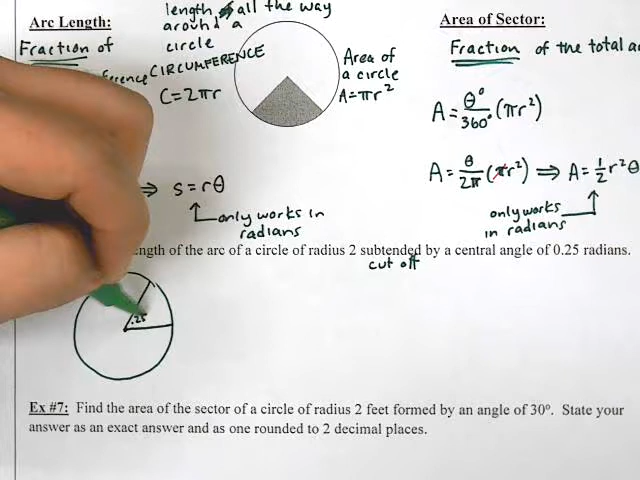 Arc Length:
Fraction of
ference
length all the way
around a
circle
CIRCUMFERENCE
C=2πr
Area of
a circle
A=πr²
⇒ s=rθ
only works in
radians
Area of Sector:
Fraction of the total a
A=θ°/360° (πr²)
A=θ/2π (πr²) ⇒ A=1/2 r²θ
only works
in radians
ngth of the arc of a circle of radius 2 subtended by a central angle of 0.25 radians.
cut off
.25
Ex #7: Find the area of the sector of a circle of radius 2 feet formed by an angle of 30°. State your
answer as an exact answer and as one rounded to 2 decimal places.